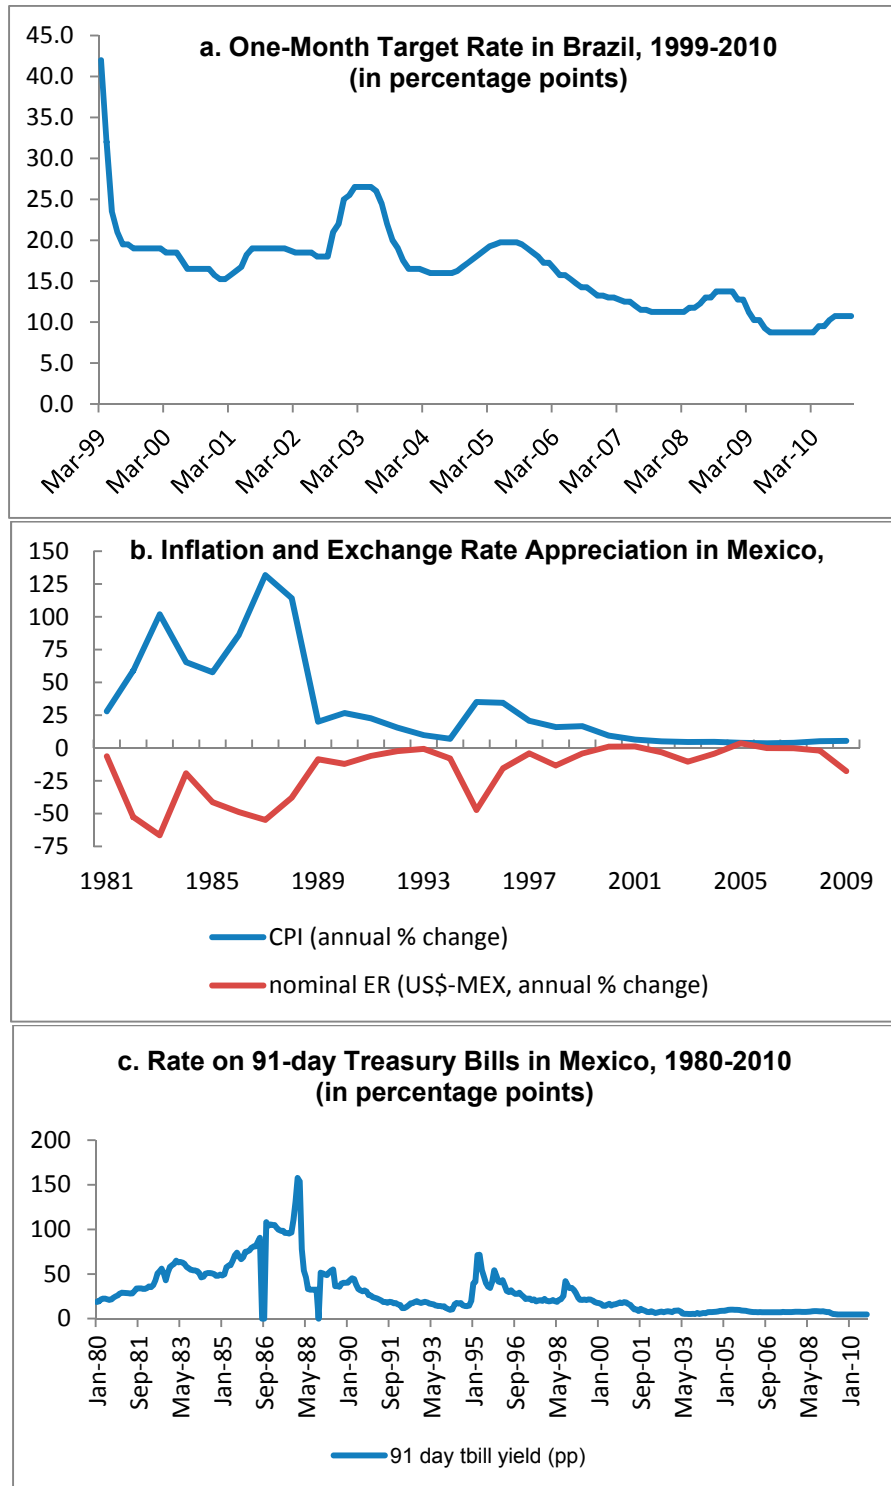 a. One-Month Target Rate in Brazil, 1999-2010
(in percentage points)
45.0
40.0
35.0
30.0
25.0
20.0
15.0
10.0
5.0
0.0
Mar-99
Mar-00
Mar-01
Mar-02
Mar-03
Mar-04
Mar-05
Mar-06
Mar-07
Mar-08
Mar-09
Mar-10
b. Inflation and Exchange Rate Appreciation in Mexico,
150
125
100
75
50
25
0
-25
-50
-75
1981 1985 1989 1993 1997 2001 2005 2009
CPI (annual % change)
nominal ER (US$-MEX, annual % change)
c. Rate on 91-day Treasury Bills in Mexico, 1980-2010
(in percentage points)
200
150
100
50
0
Jan-80
Sep-81
May-83
Jan-85
Sep-86
May-88
Jan-90
Sep-91
May-93
Jan-95
Sep-96
May-98
Jan-00
Sep-01
May-03
Jan-05
Sep-06
May-08
Jan-10
91 day tbill yield (pp)